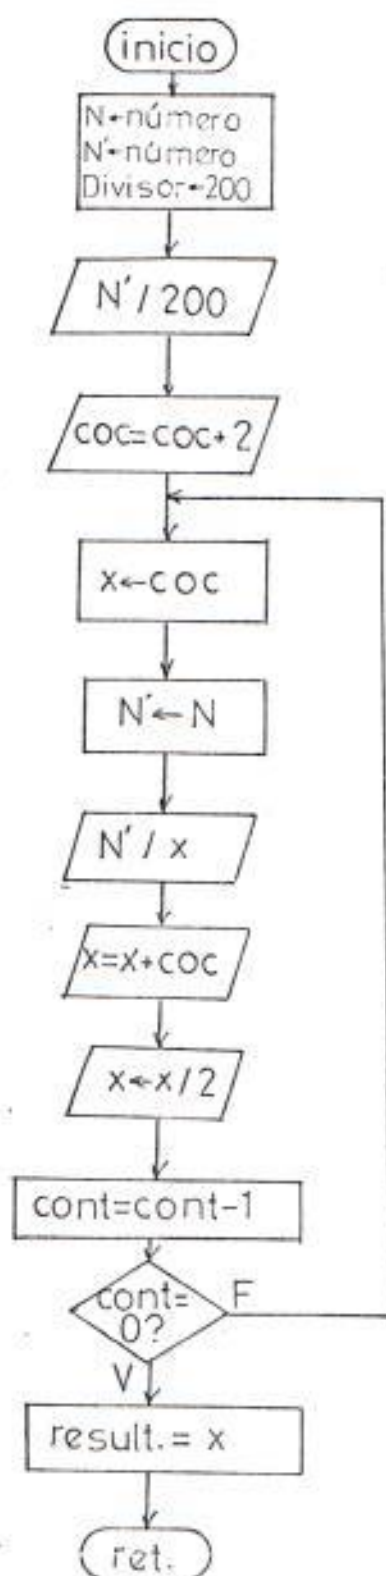 inicio
N←número
N'←número
Divisor←200
N' / 200
coc=coc+2
x←coc
N'←N
N' / x
x=x+coc
x←x/2
cont=cont-1
cont=
0?
F
V
result.= x
ret.